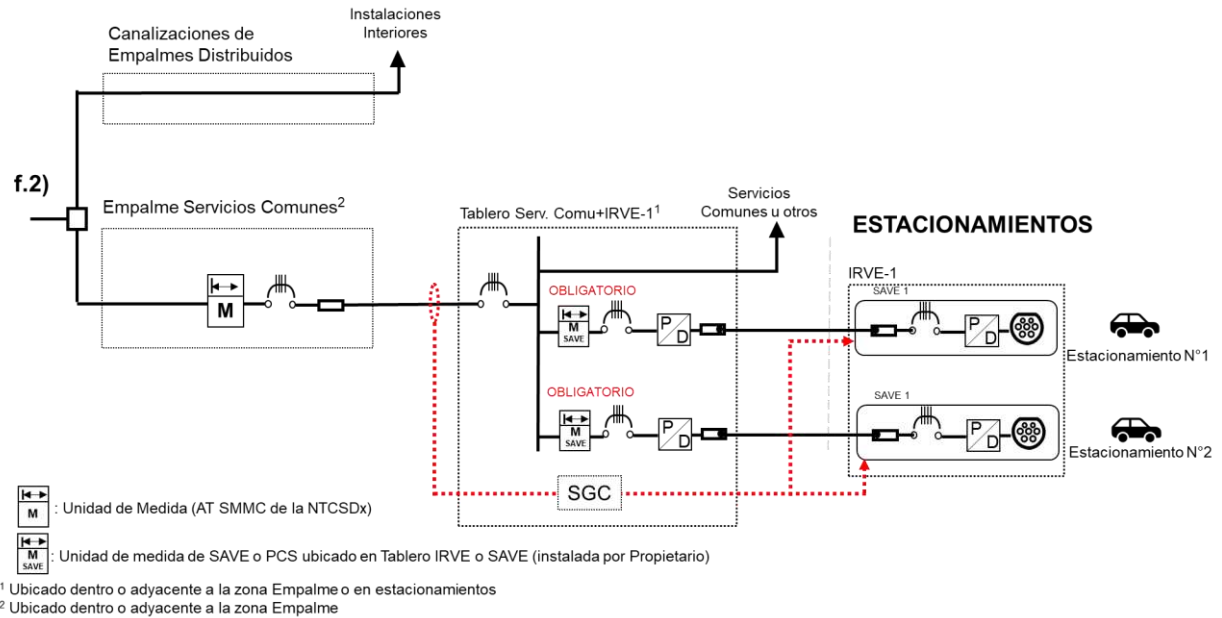 Instalaciones
Interiores
Canalizaciones de
Empalmes Distribuidos
f.2)
Empalme Servicios Comunes²
M
Tablero Serv. Comu+IRVE-1¹
Servicios
Comunes u otros
ESTACIONAMIENTOS
IRVE-1
OBLIGATORIO
M
SAVE
P/D
SAVE 1
P/D
Estacionamiento N°1
OBLIGATORIO
M
SAVE
P/D
SAVE 1
P/D
Estacionamiento N°2
SGC
M
: Unidad de Medida (AT SMMC de la NTCSDx)
M
SAVE
: Unidad de medida de SAVE o PCS ubicado en Tablero IRVE o SAVE (instalada por Propietario)
¹ Ubicado dentro o adyacente a la zona Empalme o en estacionamientos
² Ubicado dentro o adyacente a la zona Empalme